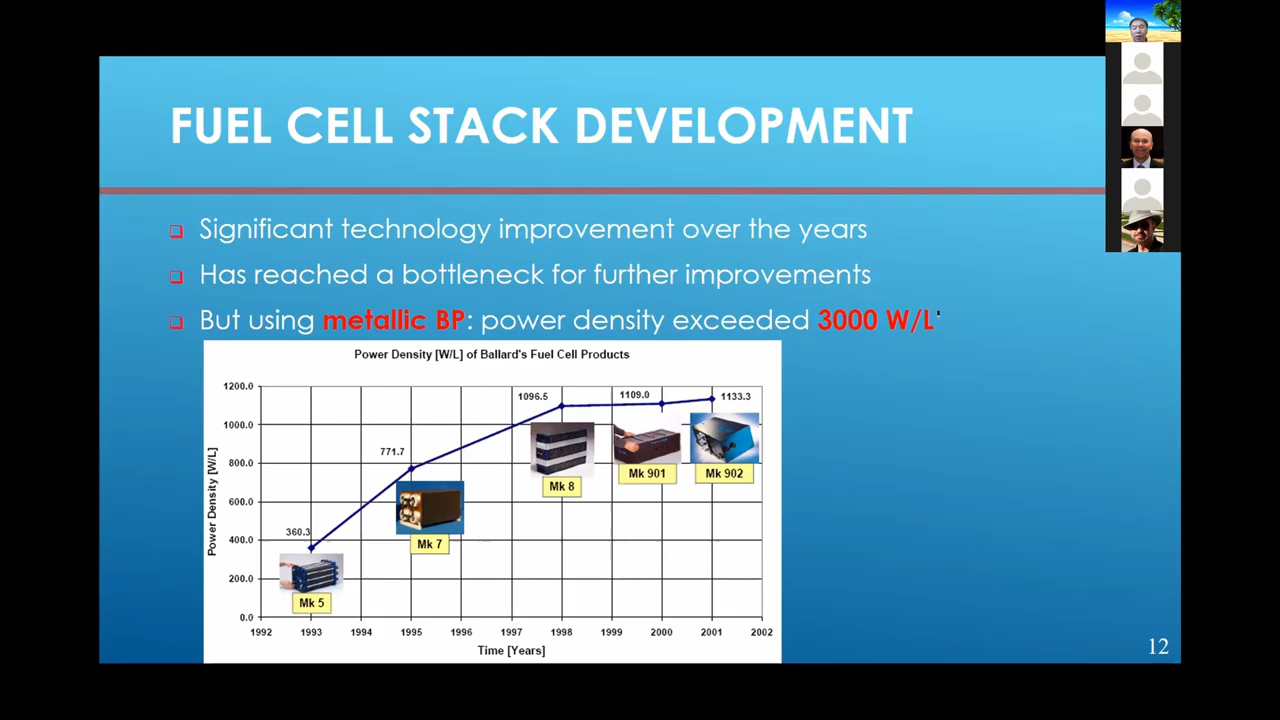 FUEL CELL STACK DEVELOPMENT
Significant technology improvement over the years
Has reached a bottleneck for further improvements
But using metallic BP: power density exceeded 3000 W/L
Power Density [W/L] of Ballard's Fuel Cell Products
1200.0
1000.0
800.0
600.0
400.0
200.0
0.0
Power Density [W/L]
360.3
771.7
1096.5
1109.0
1133.3
Mk 5
Mk 7
Mk 8
Mk 901
Mk 902
1992 1993 1994 1995 1996 1997 1998 1999 2000 2001 2002
Time [Years]
12